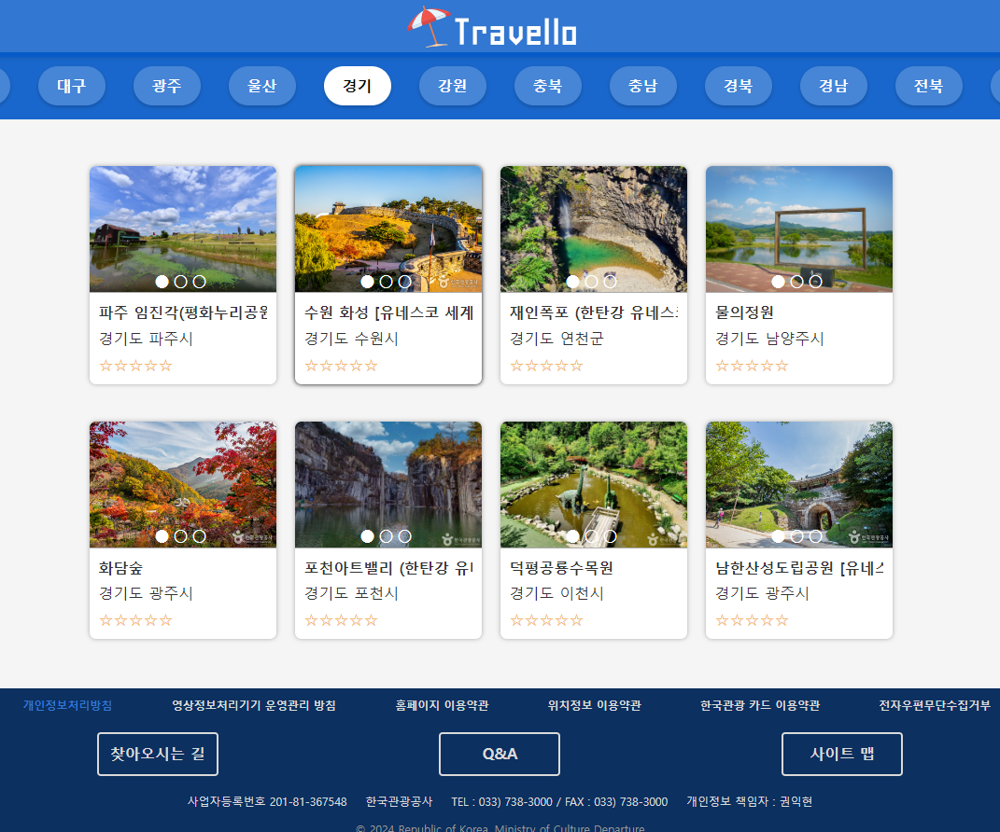 Travello
대구 광주 울산 경기 강원 충북 충남 경북 경남 전북
파주 임진각(평화누리공원 수원 화성 [유네스코 세계 재인폭포 (한탄강 유네스코 물의정원
경기도 파주시 경기도 수원시 경기도 연천군 경기도 남양주시
☆☆☆☆☆ ☆☆☆☆☆ ☆☆☆☆☆ ☆☆☆☆☆
한국관광공사
화담숲 포천아트밸리 (한탄강 유 덕평공룡수목원 남한산성도립공원 [유네스
경기도 광주시 경기도 포천시 경기도 이천시 경기도 광주시
☆☆☆☆☆ ☆☆☆☆☆ ☆☆☆☆☆ ☆☆☆☆☆
개인정보처리방침 영상정보처리기기 운영관리 방침 홈페이지 이용약관 위치정보 이용약관 한국관광 카드 이용약관 전자우편무단수집거부
찾아오시는 길 Q&A 사이트 맵
사업자등록번호 201-81-367548 한국관광공사 TEL : 033) 738-3000 / FAX : 033) 738-3000 개인정보 책임자 : 권익현
© 2024 Republic of Korea. Ministry of Culture Departure